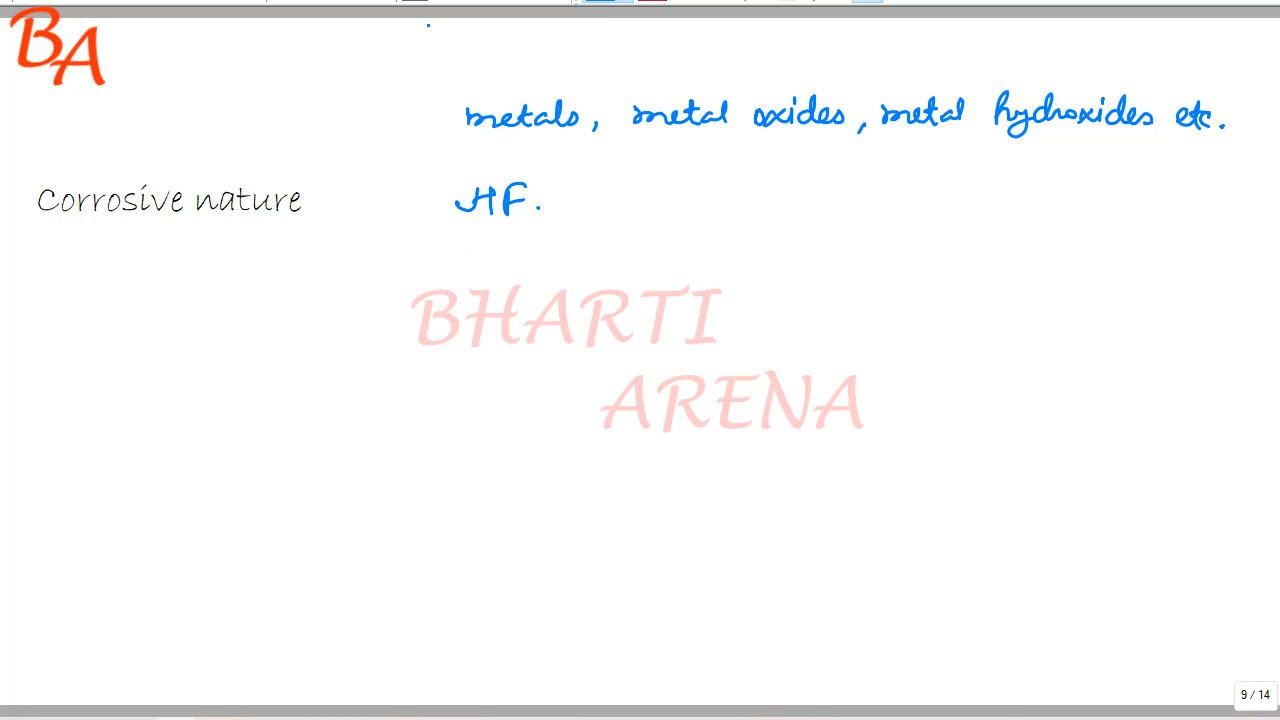 BA
metals, metal oxides, metal hydroxides etc.
Corrosive nature HF.
BHARTI
ARENA
9 / 14